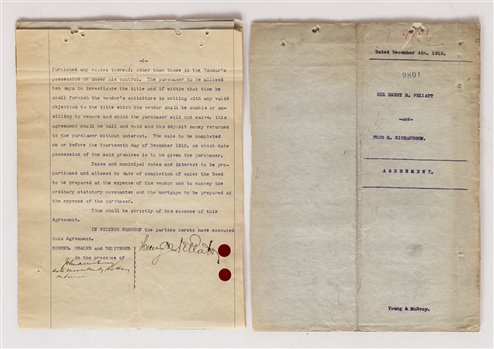 furnished any copies thereof, other than those in the Vendor's
possession or under his control. The purchaser to be allowed
ten days to investigate the title and if within that time he
shall furnish the vendor's solicitors in writing with any valid
objection to the title which the vendor shall be unable or un-
willing to remove and which the purchaser will not waive, this
agreement shall be null and void and the deposit money returned
to the purchaser without interest. The sale to be completed
on or before the fourteenth day of December 1912, on which date
possession of the said premises is to be given the purchaser.
Taxes and municipal rates and interest to be pro-
portioned and allowed to date of completion of sale; the Deed
to be prepared at the expense of the vendor and to convey the
ordinary statutory covenants and the mortgage to be prepared at
the expense of the purchaser.
Time shall be strictly of the essence of this
Agreement.
IN WITNESS WHEREOF the parties hereto have executed
this Agreement.
SIGNED, SEALED and DELIVERED
in the presence of
Henry M Pellatt
Dated December 4th, 1912.
9801
SIR HENRY M. PELLATT
-and-
FRED H. RICHARDSON.
AGREEMENT.
Young & McEvoy.